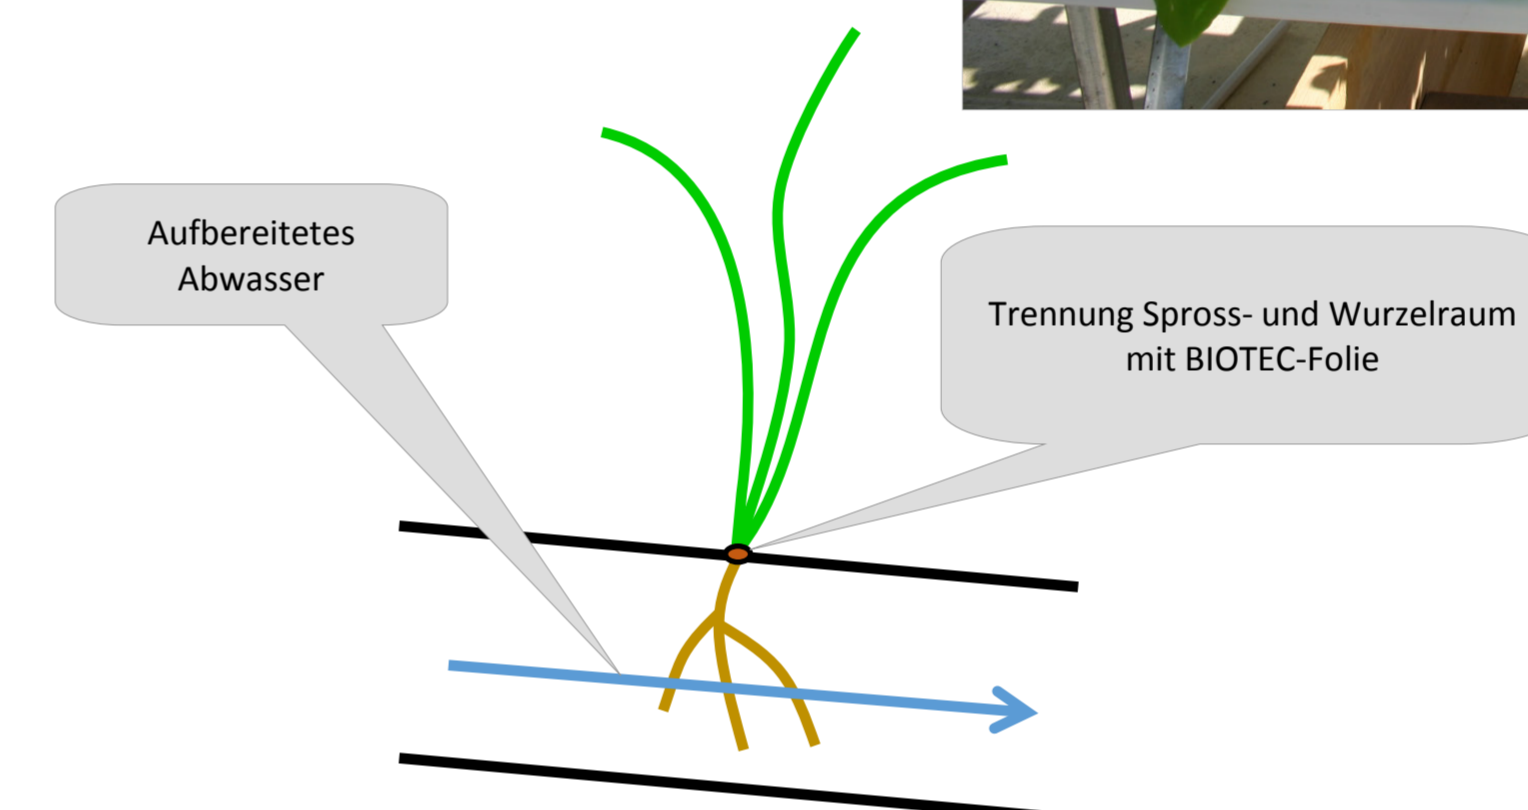 Aufbereitetes
Abwasser
Trennung Spross- und Wurzelraum
mit BIOTEC-Folie